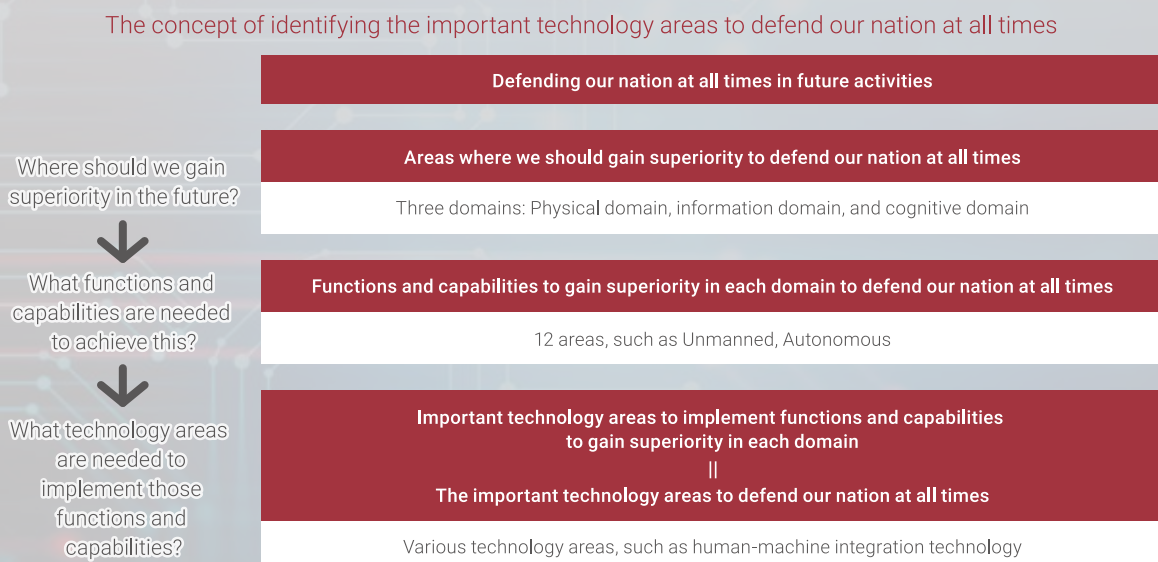 The concept of identifying the important technology areas to defend our nation at all times
Defending our nation at all times in future activities
Where should we gain
superiority in the future?
Areas where we should gain superiority to defend our nation at all times
Three domains: Physical domain, information domain, and cognitive domain
What functions and
capabilities are needed
to achieve this?
Functions and capabilities to gain superiority in each domain to defend our nation at all times
12 areas, such as Unmanned, Autonomous
What technology areas
are needed to
implement those
functions and
capabilities?
Important technology areas to implement functions and capabilities
to gain superiority in each domain
||
The important technology areas to defend our nation at all times
Various technology areas, such as human-machine integration technology